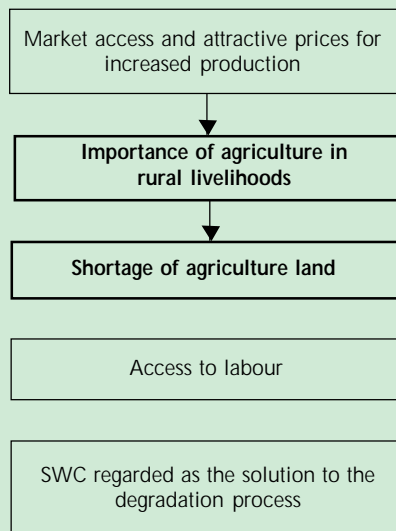 Market access and attractive prices for
increased production
Importance of agriculture in
rural livelihoods
Shortage of agriculture land
Access to labour
SWC regarded as the solution to the
degradation process